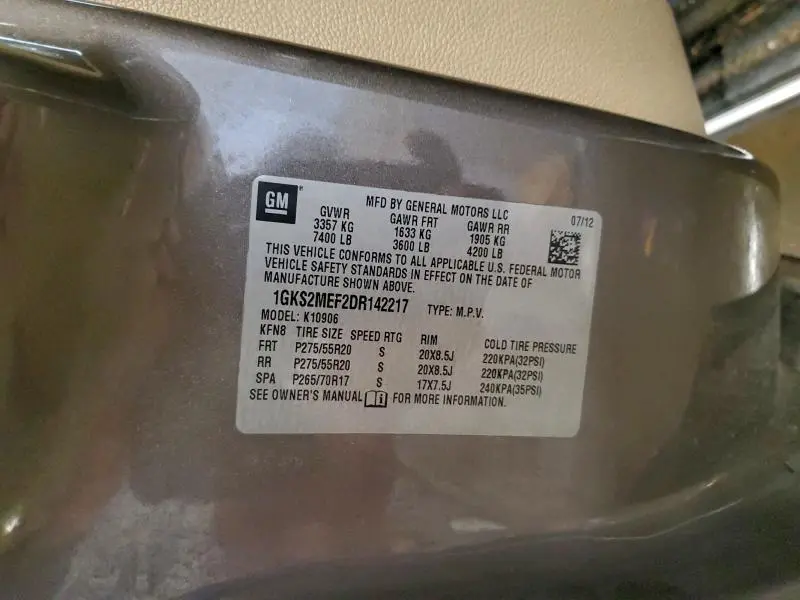 GM
MFD BY GENERAL MOTORS LLC
07/12
GVWR GAWR FRT GAWR RR
3357 KG 1633 KG 1905 KG
7400 LB 3600 LB 4200 LB
THIS VEHICLE CONFORMS TO ALL APPLICABLE U.S. FEDERAL MOTOR
VEHICLE SAFETY STANDARDS IN EFFECT ON THE DATE OF
MANUFACTURE SHOWN ABOVE.
1GKS2MEF2DR142217 TYPE: M.P.V.
MODEL: K10906
KFN8 TIRE SIZE SPEED RTG RIM COLD TIRE PRESSURE
FRT P275/55R20 S 20X8.5J 220KPA(32PSI)
RR P275/55R20 S 20X8.5J 220KPA(32PSI)
SPA P265/70R17 S 17X7.5J 240KPA(35PSI)
SEE OWNER'S MANUAL FOR MORE INFORMATION.